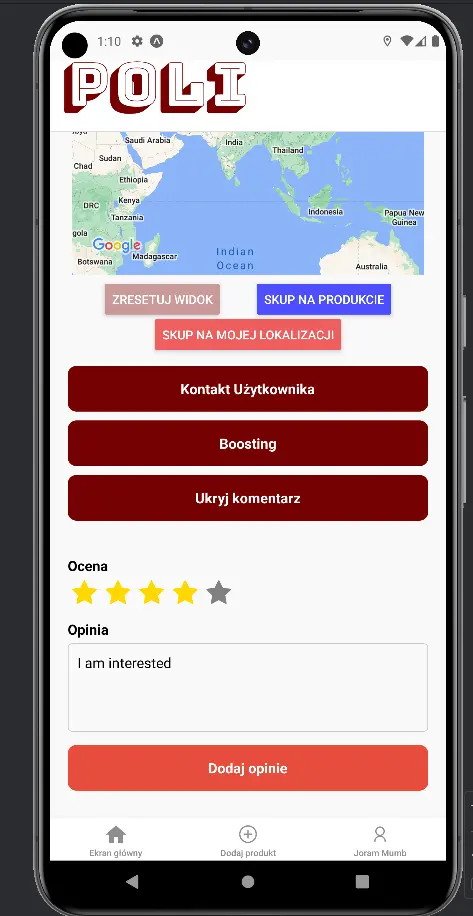 1:10
POLI
Saudi Arabia
India
Thailand
Chad
Sudan
Ethiopia
Kenya
DRC
Tanzania
Indonesia
Papua New
Guinea
gola
Google
Madagascar
Botswana
Indian
Ocean
Australia
ZRESETUJ WIDOK
SKUP NA PRODUKCIE
SKUP NA MOJEJ LOKALIZACJI
Kontakt Użytkownika
Boosting
Ukryj komentarz
Ocena
Opinia
I am interested
Dodaj opinie
Ekran główny
Dodaj produkt
Joram Mumb